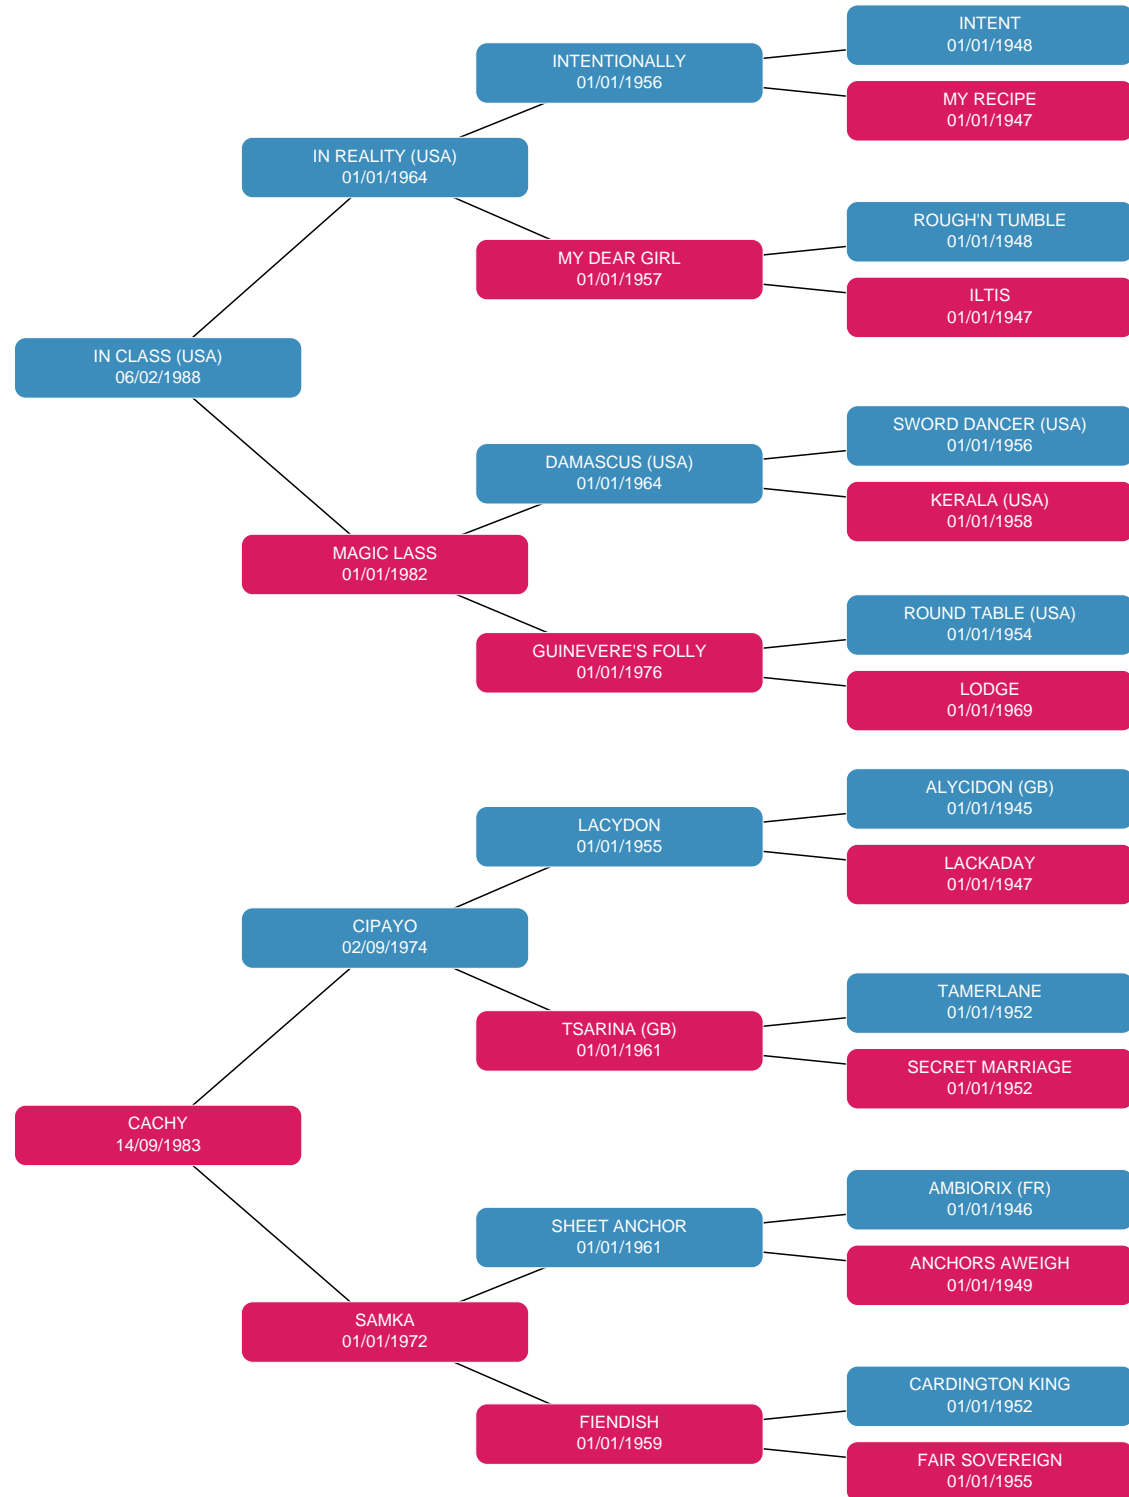 INTENT
01/01/1948
INTENTIONALLY
01/01/1956
MY RECIPE
01/01/1947
IN REALITY (USA)
01/01/1964
ROUGH'N TUMBLE
01/01/1948
MY DEAR GIRL
01/01/1957
ILTIS
01/01/1947
IN CLASS (USA)
06/02/1988
SWORD DANCER (USA)
01/01/1956
DAMASCUS (USA)
01/01/1964
KERALA (USA)
01/01/1958
MAGIC LASS
01/01/1982
ROUND TABLE (USA)
01/01/1954
GUINEVERE'S FOLLY
01/01/1976
LODGE
01/01/1969
ALYCIDON (GB)
01/01/1945
LACYDON
01/01/1955
LACKADAY
01/01/1947
CIPAYO
02/09/1974
TAMERLANE
01/01/1952
TSARINA (GB)
01/01/1961
SECRET MARRIAGE
01/01/1952
CACHY
14/09/1983
AMBIORIX (FR)
01/01/1946
SHEET ANCHOR
01/01/1961
ANCHORS AWEIGH
01/01/1949
SAMKA
01/01/1972
CARDINGTON KING
01/01/1952
FIENDISH
01/01/1959
FAIR SOVEREIGN
01/01/1955